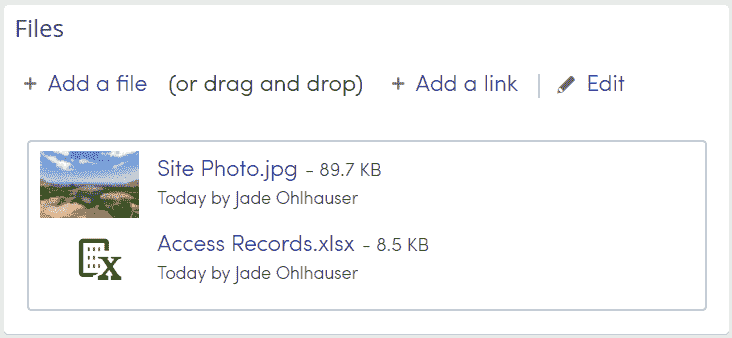 Files
+ Add a file (or drag and drop) + Add a link | Edit
Site Photo.jpg - 89.7 KB
Today by Jade Ohlhauser
Access Records.xlsx - 8.5 KB
Today by Jade Ohlhauser